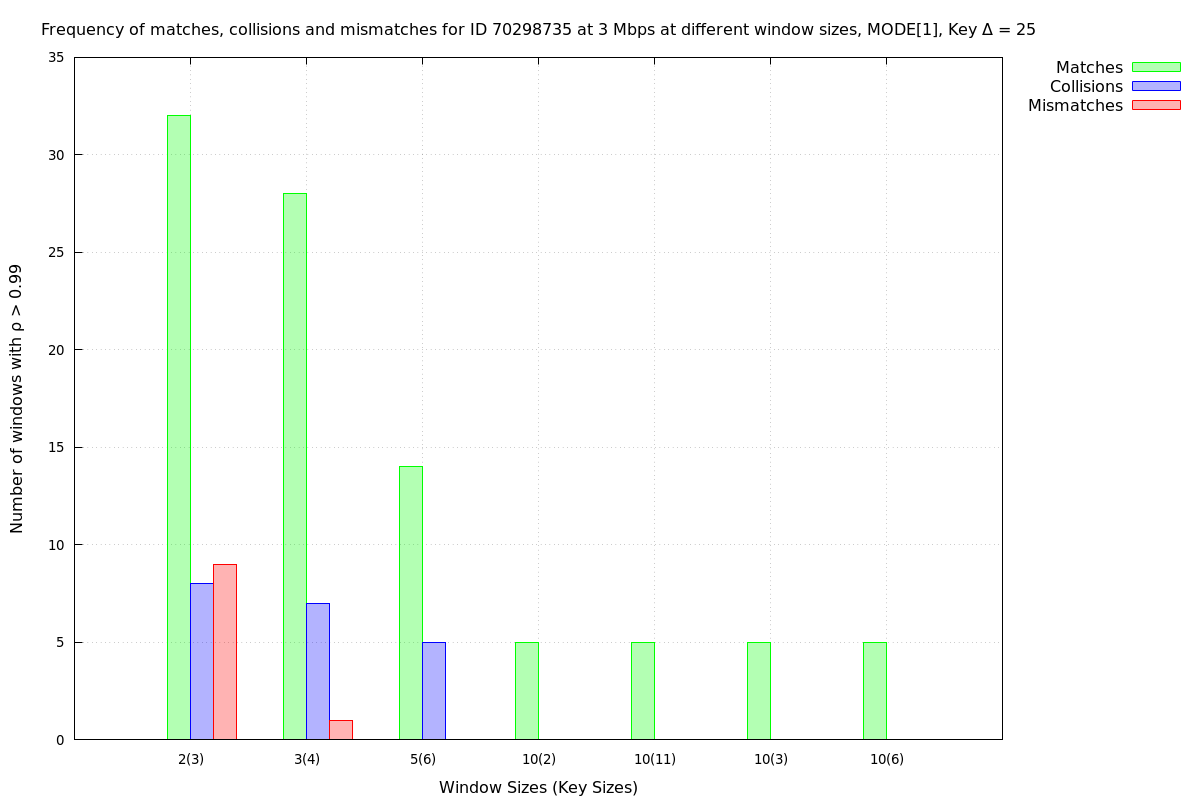 Frequency of matches, collisions and mismatches for ID 70298735 at 3 Mbps at different window sizes, MODE[1], Key Δ = 25
Matches
Collisions
Mismatches
Number of windows with ρ > 0.99
35
30
25
20
15
10
5
0
2(3) 3(4) 5(6) 10(2) 10(11) 10(3) 10(6)
Window Sizes (Key Sizes)